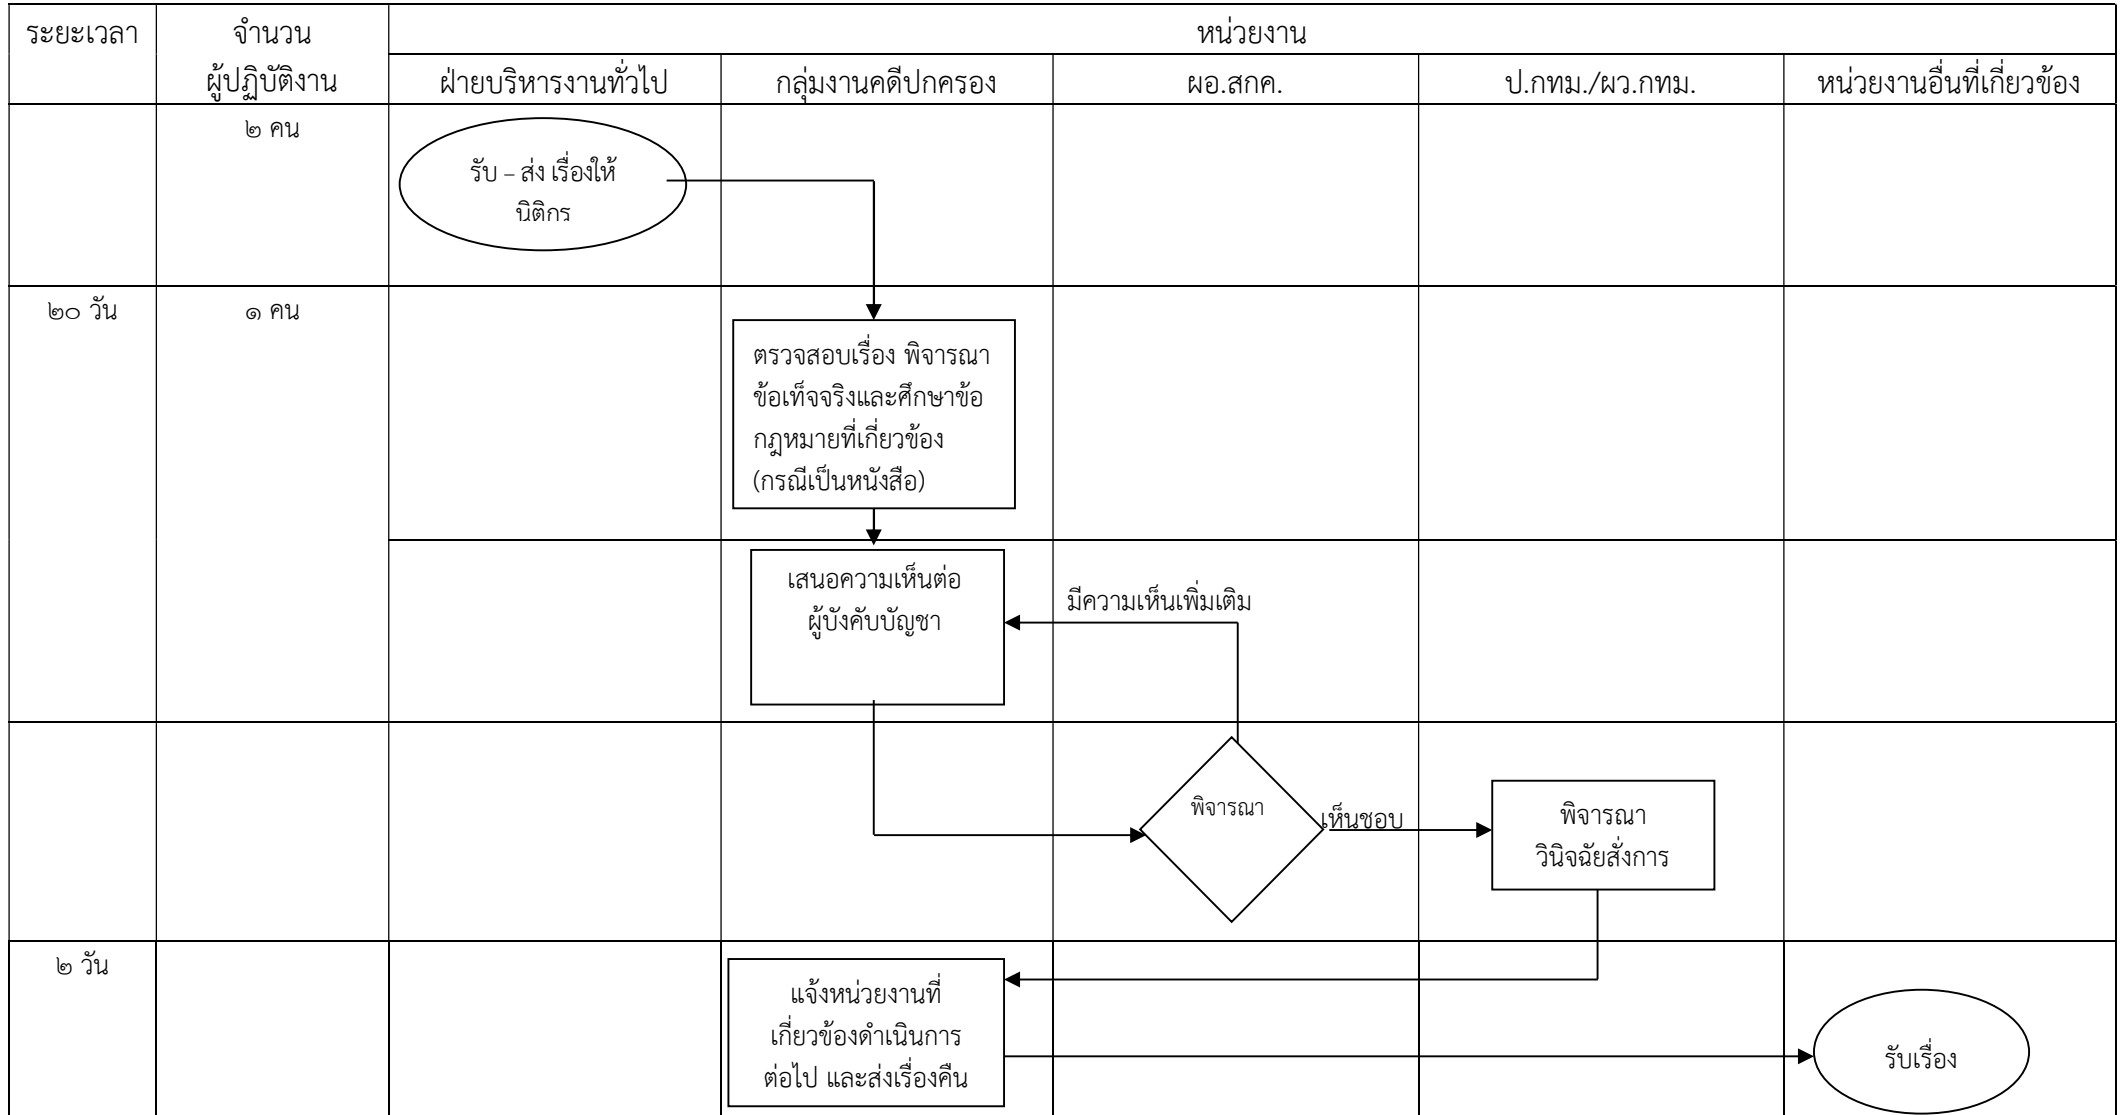 ระยะเวลา
จำนวน
ผู้ปฏิบัติงาน
หน่วยงาน
ฝ่ายบริหารงานทั่วไป
กลุ่มงานคดีปกครอง
ผอ.สกค.
ป.กทม./ผว.กทม.
หน่วยงานอื่นที่เกี่ยวข้อง
๒ คน
รับ – ส่ง เรื่องให้
นิติกร
๒๐ วัน
๑ คน
ตรวจสอบเรื่อง พิจารณา
ข้อเท็จจริงและศึกษาข้อ
กฎหมายที่เกี่ยวข้อง
(กรณีเป็นหนังสือ)
เสนอความเห็นต่อ
ผู้บังคับบัญชา
มีความเห็นเพิ่มเติม
พิจารณา
เห็นชอบ
พิจารณา
วินิจฉัยสั่งการ
๒ วัน
แจ้งหน่วยงานที่
เกี่ยวข้องดำเนินการ
ต่อไป และส่งเรื่องคืน
รับเรื่อง